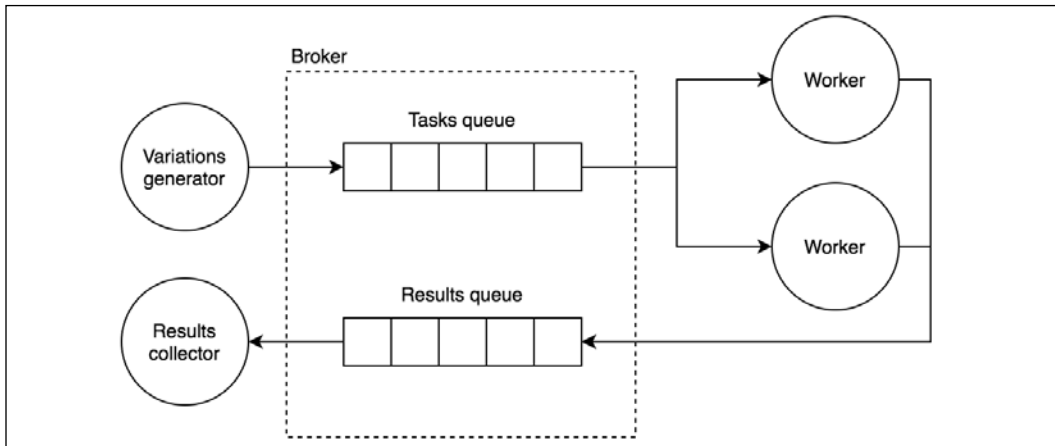 Broker
Tasks queue
Variations
generator
Worker
Worker
Results queue
Results
collector